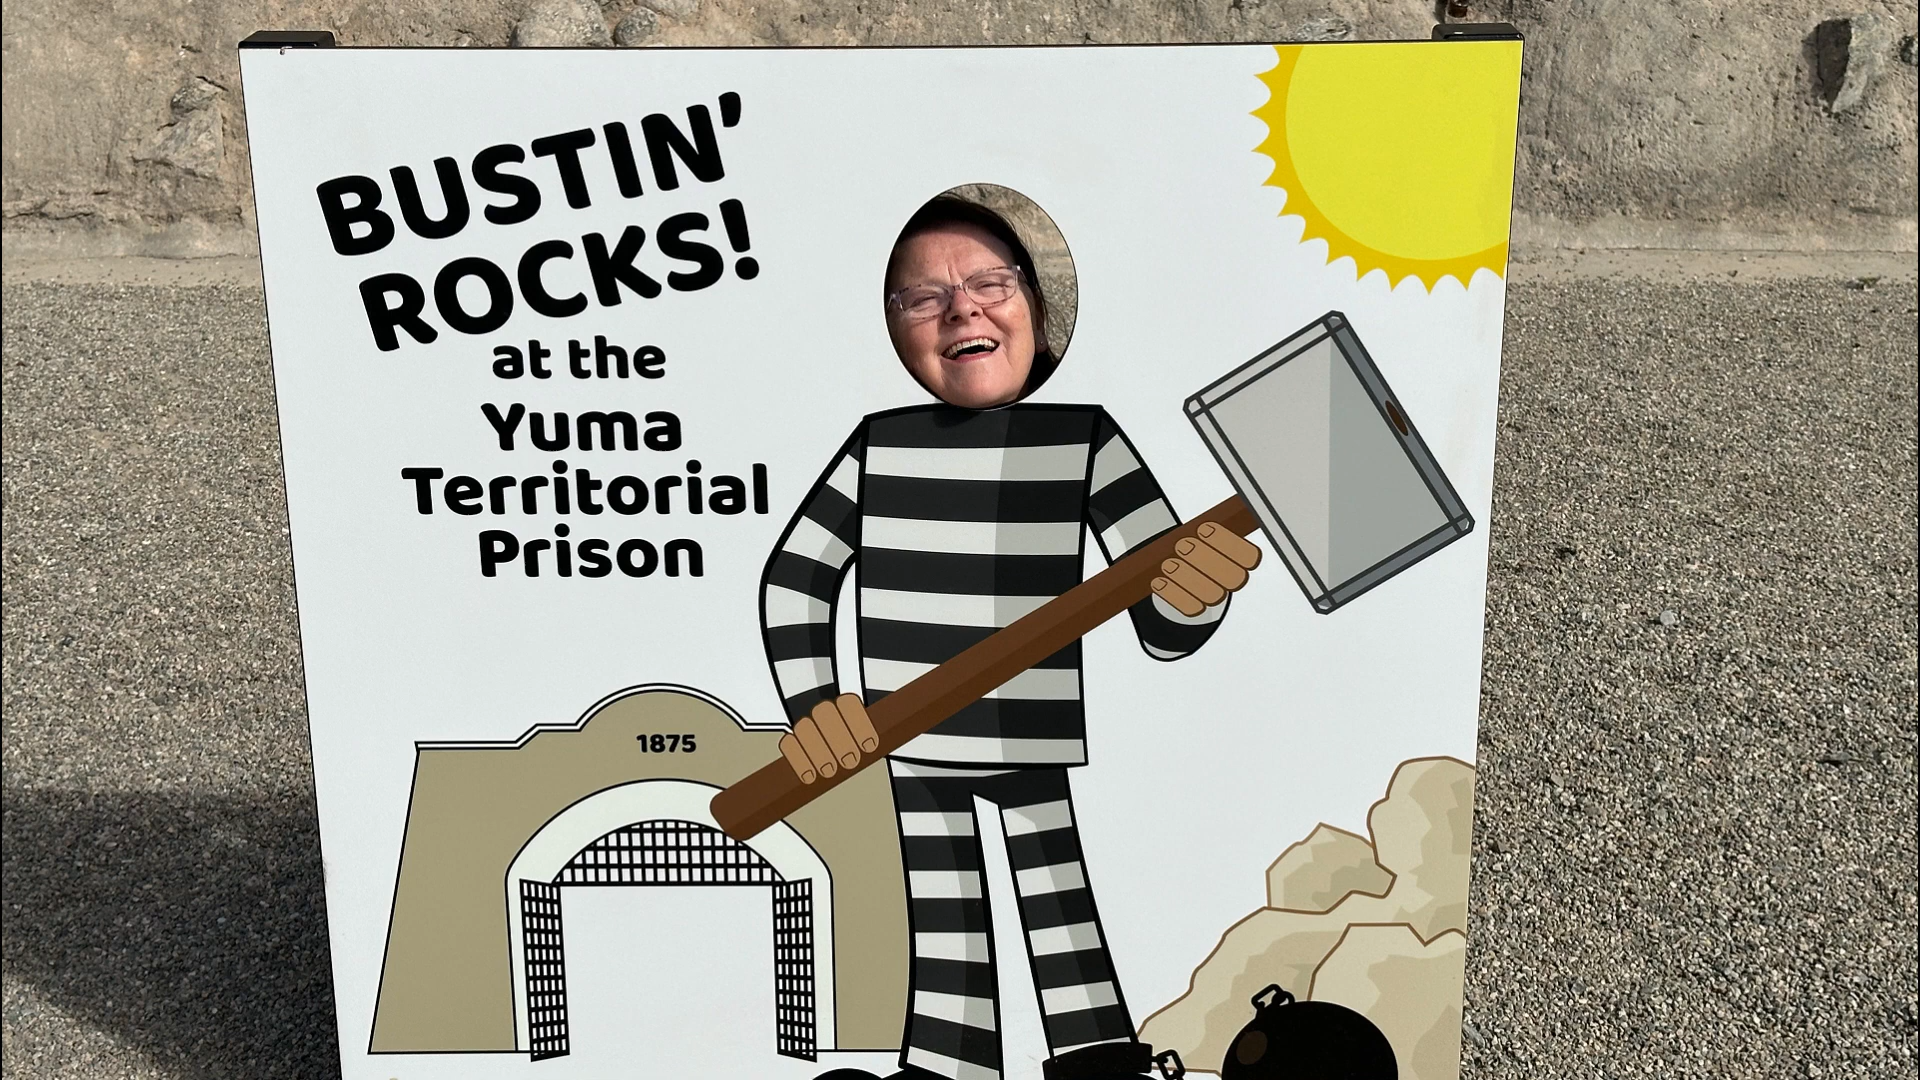 BUSTIN'
ROCKS!
at the
Yuma
Territorial
Prison
1875